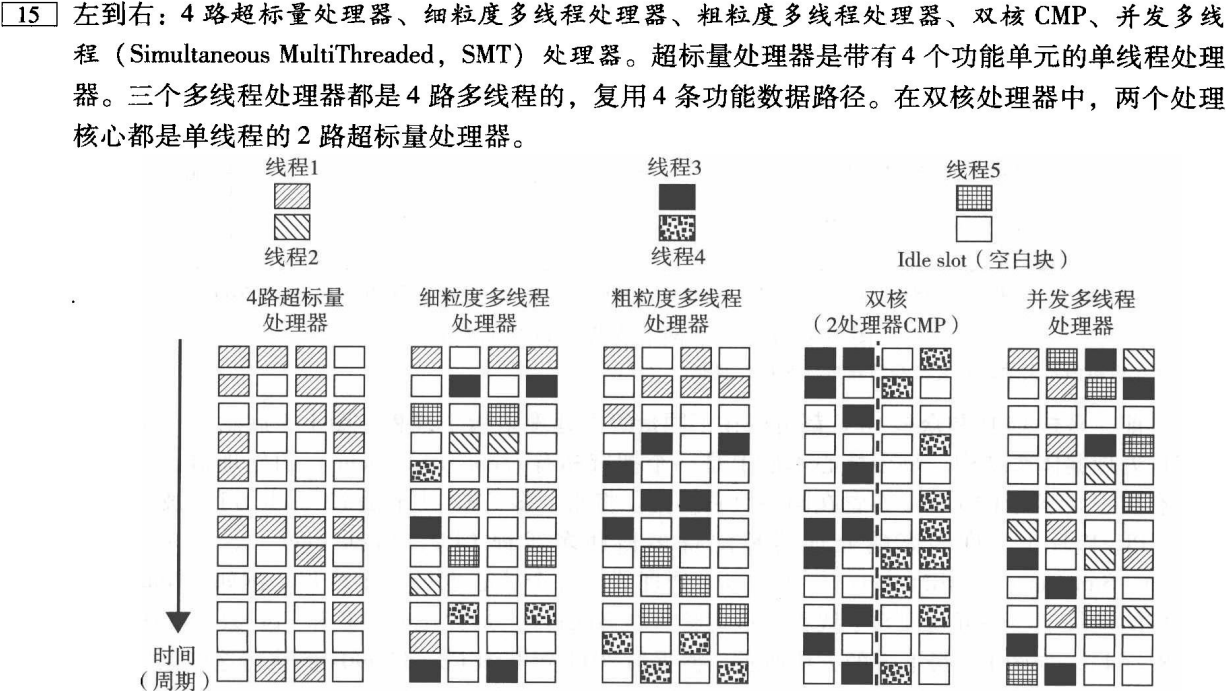 15 左到右：4 路超标量处理器、细粒度多线程处理器、粗粒度多线程处理器、双核 CMP、并发多线
程（Simultaneous MultiThreaded，SMT）处理器。超标量处理器是带有 4 个功能单元的单线程处理
器。三个多线程处理器都是 4 路多线程的，复用 4 条功能数据路径。在双核处理器中，两个处理
核心都是单线程的 2 路超标量处理器。
线程1 线程3 线程5
线程2 线程4 Idle slot（空白块）
4路超标量 细粒度多线程 粗粒度多线程 双核 并发多线程
处理器 处理器 处理器 （2处理器CMP） 处理器
时间
（周期）